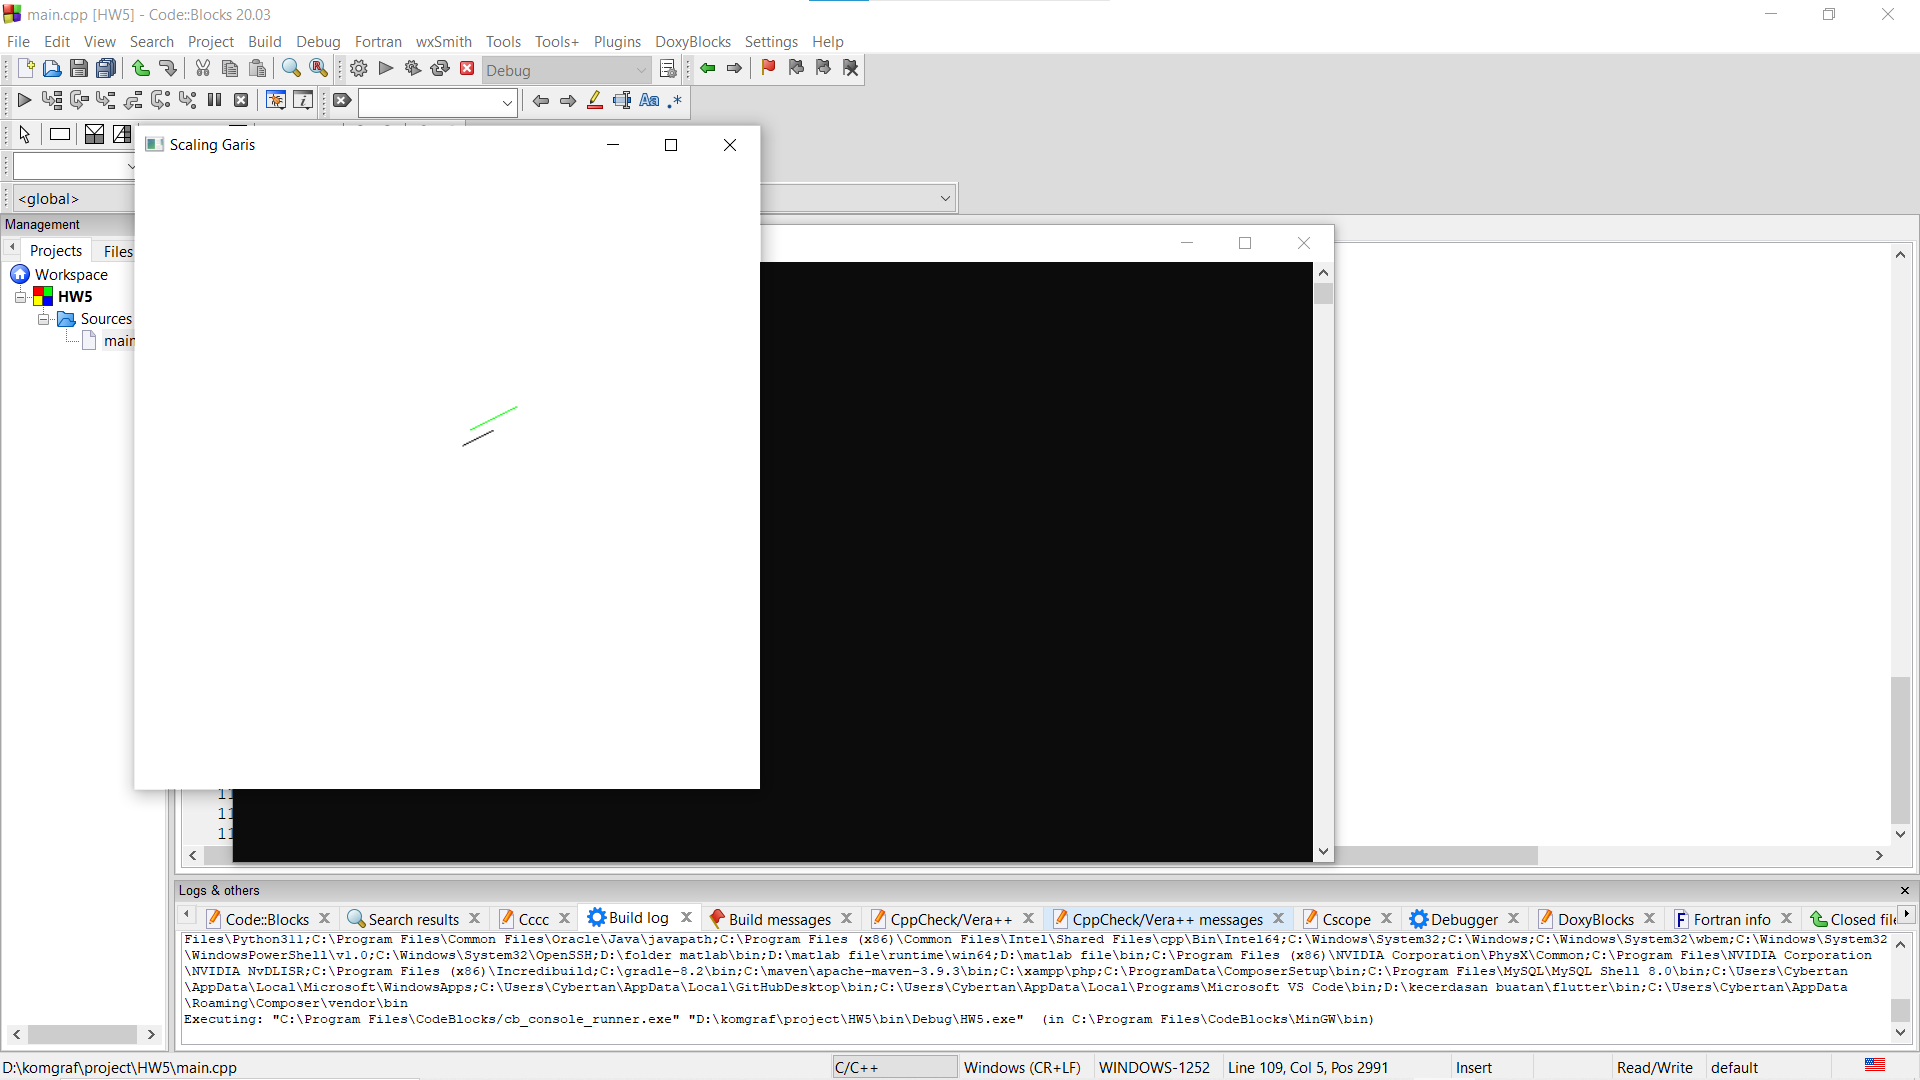 main.cpp [HW5] - Code::Blocks 20.03
File Edit View Search Project Build Debug Fortran wxSmith Tools Tools+ Plugins DoxyBlocks Settings Help
Debug
Aa .*
Scaling Garis
<global>
Management
Projects Files
Workspace
HW5
Sources
main
11
11
11
Logs & others
Code::Blocks Search results Cccc Build log Build messages CppCheck/Vera++ CppCheck/Vera++ messages Cscope Debugger DoxyBlocks Fortran info Closed file
Files\Python311;C:\Program Files\Common Files\Oracle\Java\javapath;C:\Program Files (x86)\Common Files\Intel\Shared Files\cpp\Bin\Intel64;C:\Windows\System32;C:\Windows;C:\Windows\System32\wbem;C:\Windows\System32
\WindowsPowerShell\v1.0;C:\Windows\System32\OpenSSH;D:\folder matlab\bin;D:\matlab file\runtime\win64;D:\matlab file\bin;C:\Program Files (x86)\NVIDIA Corporation\PhysX\Common;C:\Program Files\NVIDIA Corporation
\NVIDIA NvDLISR;C:\Program Files (x86)\Incredibuild;C:\gradle-8.2\bin;C:\maven\apache-maven-3.9.3\bin;C:\xampp\php;C:\ProgramData\ComposerSetup\bin;C:\Program Files\MySQL\MySQL Shell 8.0\bin;C:\Users\Cybertan
\AppData\Local\Microsoft\WindowsApps;C:\Users\Cybertan\AppData\Local\GitHubDesktop\bin;C:\Users\Cybertan\AppData\Local\Programs\Microsoft VS Code\bin;D:\kecerdasan buatan\flutter\bin;C:\Users\Cybertan\AppData
\Roaming\Composer\vendor\bin
Executing: "C:\Program Files\CodeBlocks/cb_console_runner.exe" "D:\komgraf\project\HW5\bin\Debug\HW5.exe"  (in C:\Program Files\CodeBlocks\MinGW\bin)
D:\komgraf\project\HW5\main.cpp C/C++ Windows (CR+LF) WINDOWS-1252 Line 109, Col 5, Pos 2991 Insert Read/Write default